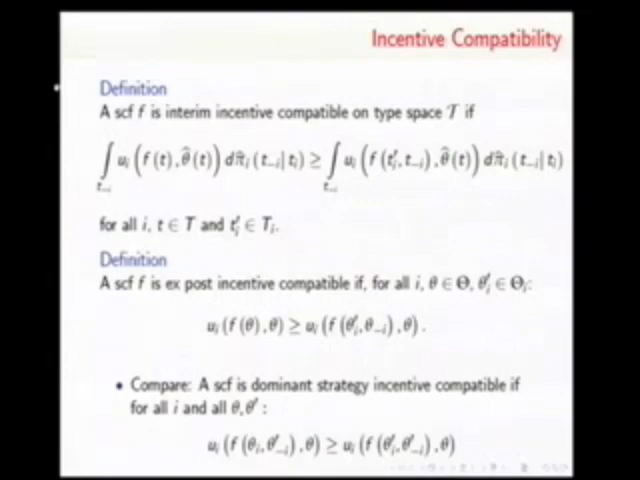 Incentive Compatibility
Definition
A scf f is interim incentive compatible on type space 𝒯 if
∫_{t_{-i}} u_i ( f(t), θ̂(t) ) dπ̂_i (t_{-i}| t_i) ≥ ∫_{t_{-i}} u_i ( f(t'_i, t_{-i}), θ̂(t) ) dπ̂_i (t_{-i}| t_i)
for all i, t ∈ T and t'_i ∈ T_i.
Definition
A scf f is ex post incentive compatible if, for all i, θ ∈ Θ, θ'_i ∈ Θ_i:
u_i (f(θ), θ) ≥ u_i (f(θ'_i, θ_{-i}), θ).
• Compare: A scf is dominant strategy incentive compatible if
for all i and all θ, θ' :
u_i (f(θ_i, θ'_{-i}), θ) ≥ u_i (f(θ'_i, θ'_{-i}), θ)